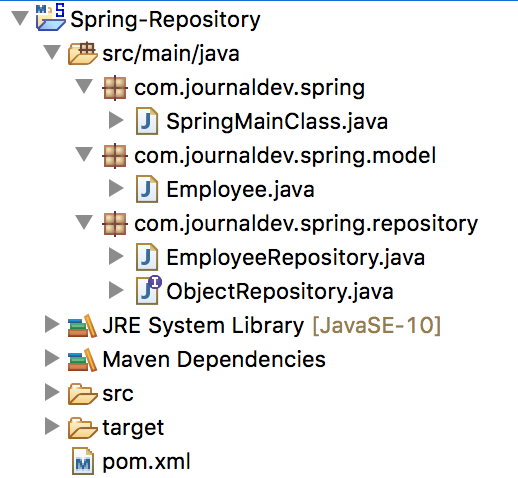 Spring-Repository
src/main/java
com.journaldev.spring
SpringMainClass.java
com.journaldev.spring.model
Employee.java
com.journaldev.spring.repository
EmployeeRepository.java
ObjectRepository.java
JRE System Library [JavaSE-10]
Maven Dependencies
src
target
pom.xml